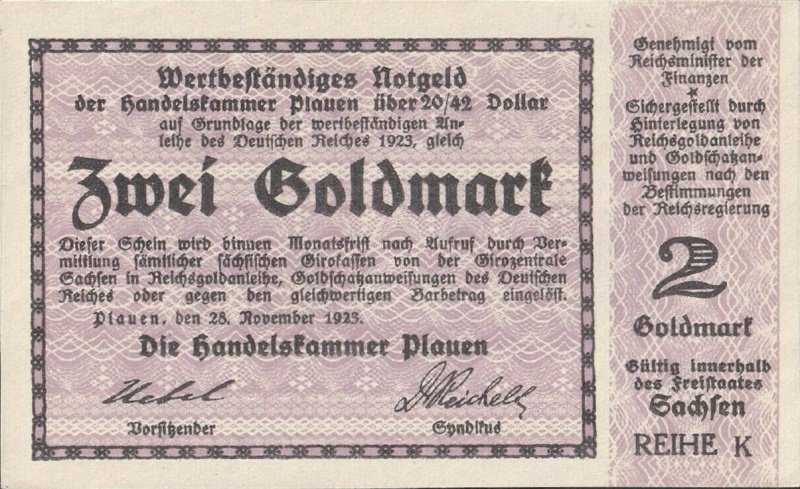 Wertbeständiges Notgeld
der Handelskammer Plauen über 20/42 Dollar
auf Grundlage der wertbeständigen An-
leihe des Deutschen Reiches 1923, gleich
Zwei Goldmark
Dieser Schein wird binnen Monatsfrist nach Aufruf durch Ver-
mittlung sämtlicher sächsischen Girokassen von der Girozentrale
Sachsen in Reichsgoldanleihe, Goldschatzanweisungen des Deutschen
Reiches oder gegen den gleichwertigen Barbetrag eingelöst.
Plauen, den 28. November 1923.
Die Handelskammer Plauen
Uebel
Dr Reichelt
Vorsitzender
Syndikus
Genehmigt vom
Reichsminister der
Finanzen
*
Sichergestellt durch
Hinterlegung von
Reichsgoldanleihe
und Goldschatzan-
weisungen nach den
Bestimmungen
der Reichsregierung
2
Goldmark
Gültig innerhalb
des Freistaates
Sachsen
REIHE K